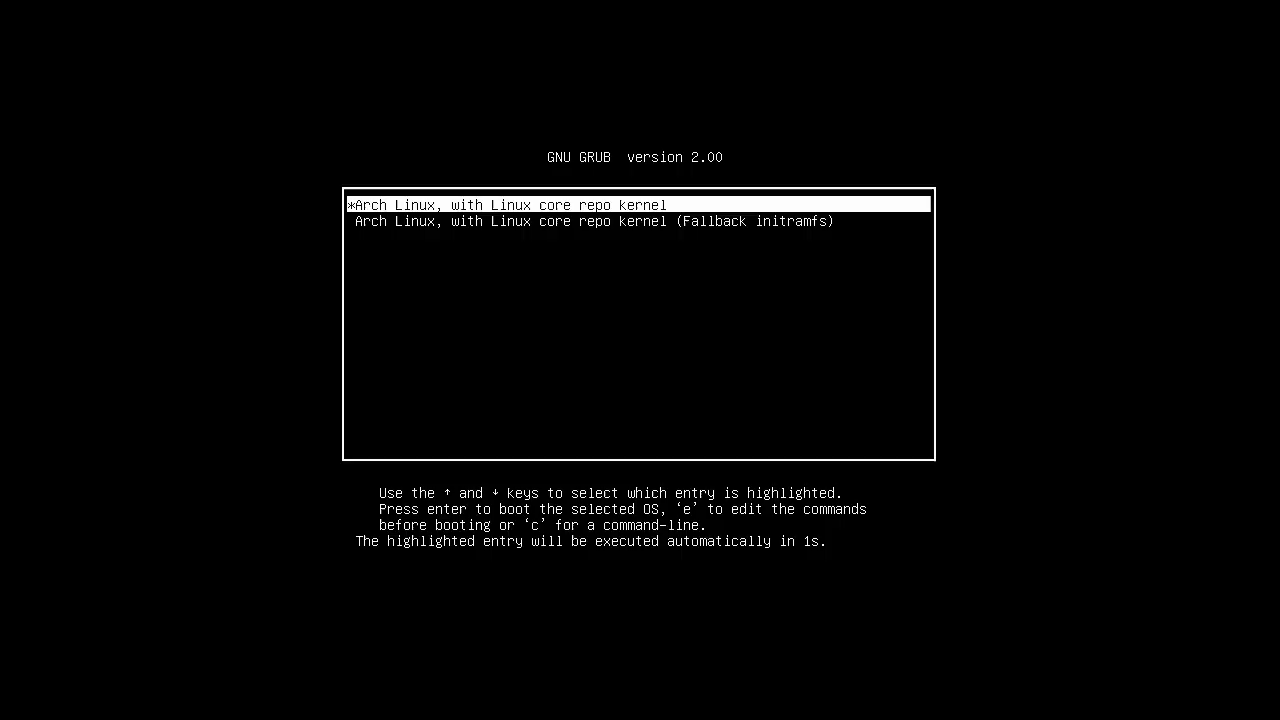 GNU GRUB  version 2.00
*Arch Linux, with Linux core repo kernel
Arch Linux, with Linux core repo kernel (Fallback initramfs)
Use the ↑ and ↓ keys to select which entry is highlighted.
Press enter to boot the selected OS, ‘e’ to edit the commands
before booting or ‘c’ for a command-line.
The highlighted entry will be executed automatically in 1s.